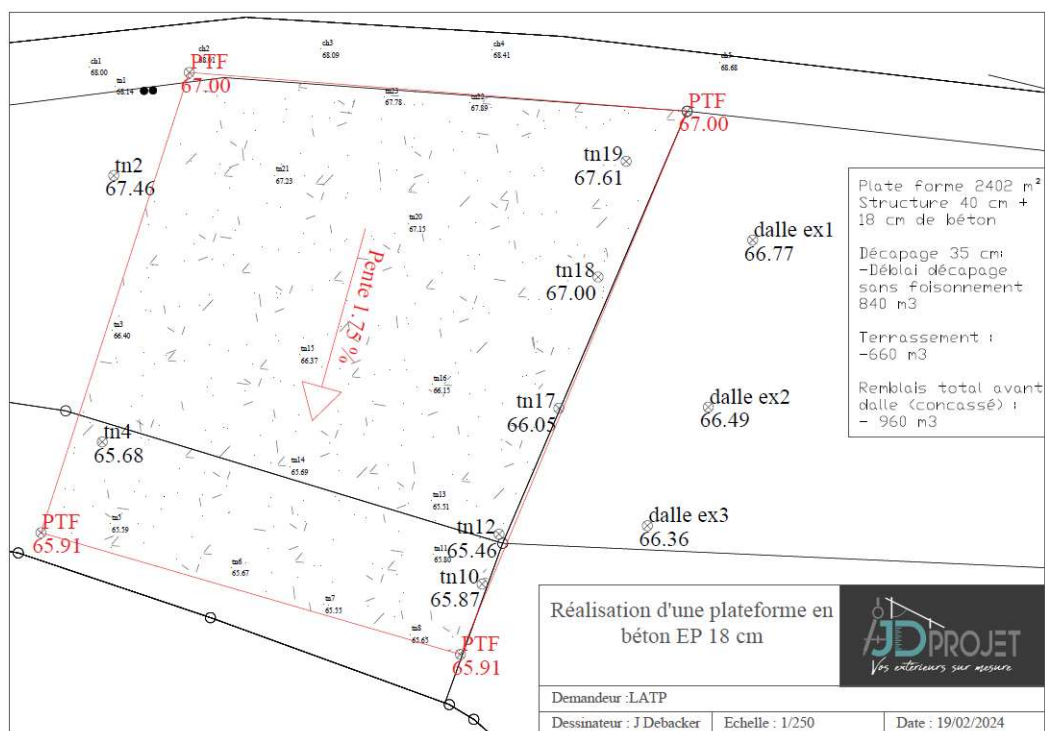 ch1
68.00
tn1
68.14
ch2
68.01
PTF
67.00
ch3
68.09
ch4
68.41
ch5
68.68
tn23
67.78
tn22
67.89
PTF
67.00
tn2
67.46
tn21
67.23
tn19
67.61
tn20
67.15
dalle ex1
66.77
tn18
67.00
Pente 1.75%
tn3
66.40
tn15
66.37
tn16
66.15
tn17
66.05
dalle ex2
66.49
tn4
65.68
tn14
65.69
tn13
65.51
tn12
65.46
dalle ex3
66.36
PTF
65.91
tn5
65.59
tn6
65.67
tn11
65.80
tn10
65.87
tn7
65.55
tn8
65.65
PTF
65.91
Plate forme 2402 m²
Structure 40 cm +
18 cm de béton
Décapage 35 cm:
-Déblai décapage
sans foisonnement
840 m3
Terrassement :
-660 m3
Remblais total avant
dalle (concassé) :
- 960 m3
Réalisation d'une plateforme en
béton EP 18 cm
JDPROJET
Vos extérieurs sur mesure
Demandeur :LATP
Dessinateur : J Debacker
Echelle : 1/250
Date : 19/02/2024